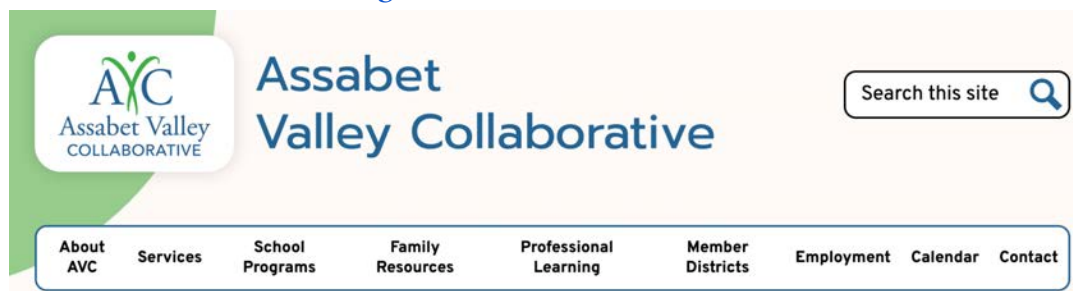 AVC
Assabet Valley
COLLABORATIVE
Assabet
Valley Collaborative
Search this site
About AVC
Services
School Programs
Family Resources
Professional Learning
Member Districts
Employment
Calendar
Contact